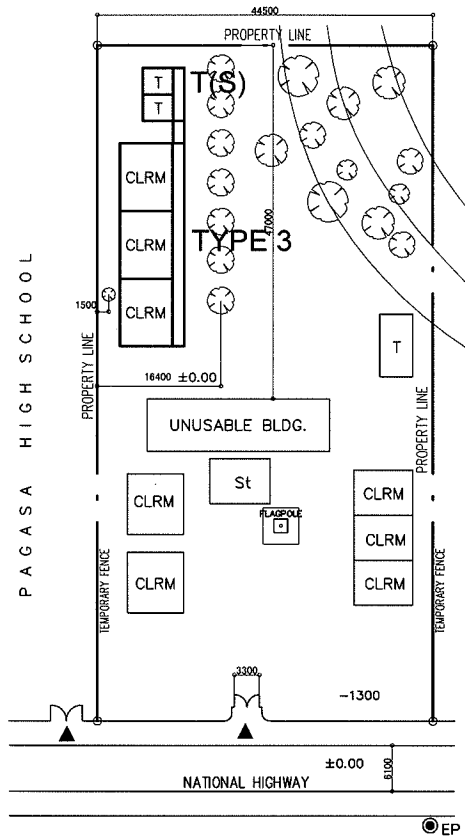 44500
PROPERTY LINE
T
T(S)
T
CLRM
CLRM
TYPE 3
47000
CLRM
1500
T
PAGASA HIGH SCHOOL
PROPERTY LINE
16400 ±0.00
PROPERTY LINE
UNUSABLE BLDG.
St
CLRM
CLRM
FLAGPOLE
CLRM
CLRM
CLRM
TEMPORARY FENCE
TEMPORARY FENCE
3300
-1300
±0.00
6100
NATIONAL HIGHWAY
EP